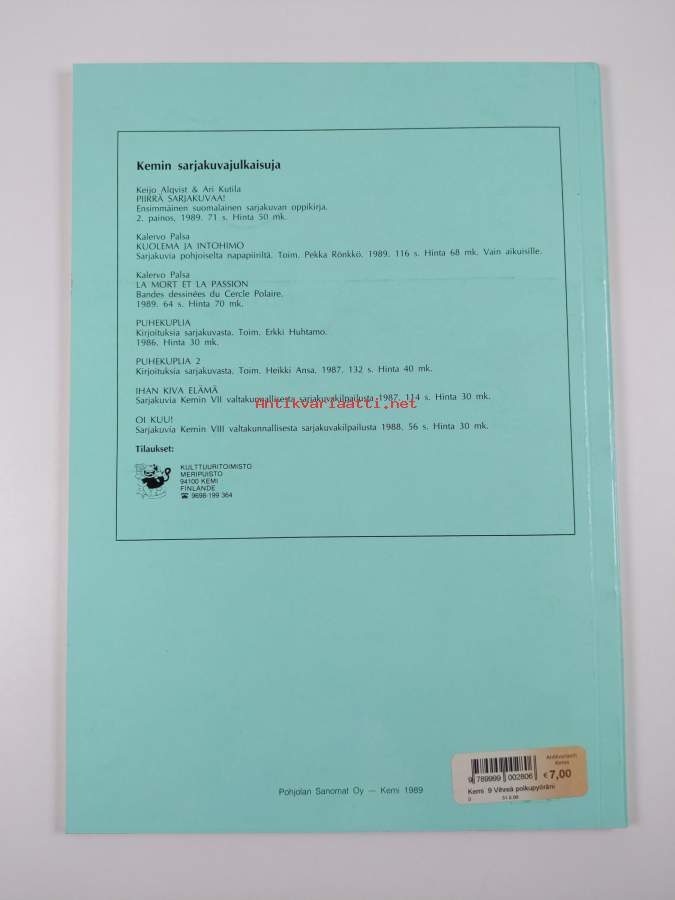 Kemin sarjakuvajulkaisuja
Keijo Alqvist & Ari Kutila
PIIRRÄ SARJAKUVAA!
Ensimmäinen suomalainen sarjakuvan oppikirja.
2. painos, 1989. 71 s. Hinta 50 mk.
Kalervo Palsa
KUOLEMA JA INTOHIMO
Sarjakuvia pohjoiselta napapiiriltä. Toim. Pekka Rönkkö. 1989. 116 s. Hinta 68 mk. Vain aikuisille.
Kalervo Palsa
LA MORT ET LA PASSION
Bandes dessinées du Cercle Polaire.
1989. 64 s. Hinta 70 mk.
PUHEKUPLIA
Kirjoituksia sarjakuvasta. Toim. Erkki Huhtamo.
1986. Hinta 30 mk.
PUHEKUPLIA 2
Kirjoituksia sarjakuvasta. Toim. Heikki Ansa. 1987. 132 s. Hinta 40 mk.
IHAN KIVA ELÄMÄ
Sarjakuvia Kemin VII valtakunnallisesta sarjakuvakilpailusta 1987. 114 s. Hinta 30 mk.
Antikvariaatti.net
OI KUU!
Sarjakuvia Kemin VIII valtakunnallisesta sarjakuvakilpailusta 1988. 56 s. Hinta 30 mk.
Tilaukset:
KULTTUURITOIMISTO
MERIPUISTO
94100 KEMI
FINLANDE
☎ 9698-199 364
9 789999 002806
€ 7,00
Kemi 9 Vihreä polkupyöräni
Pohjolan Sanomat Oy — Kemi 1989